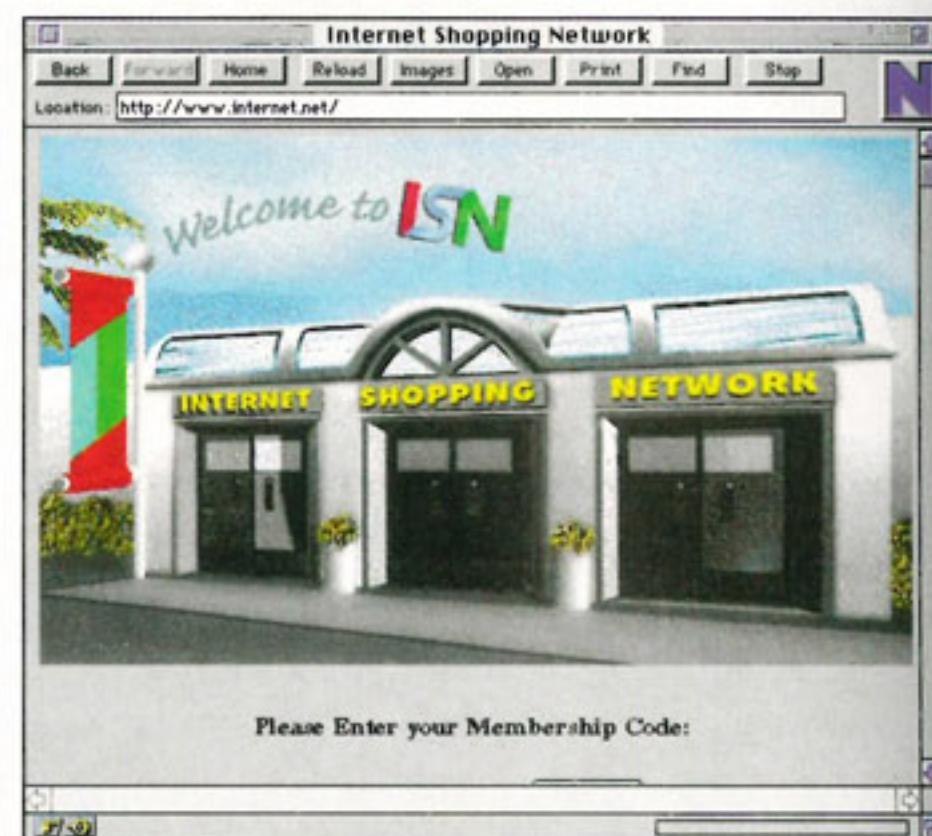 Internet Shopping Network
Back Forward Home Reload Images Open Print Find Stop
Location: http://www.internet.net/
N
Welcome to ISN
INTERNET SHOPPING NETWORK
Please Enter your Membership Code: